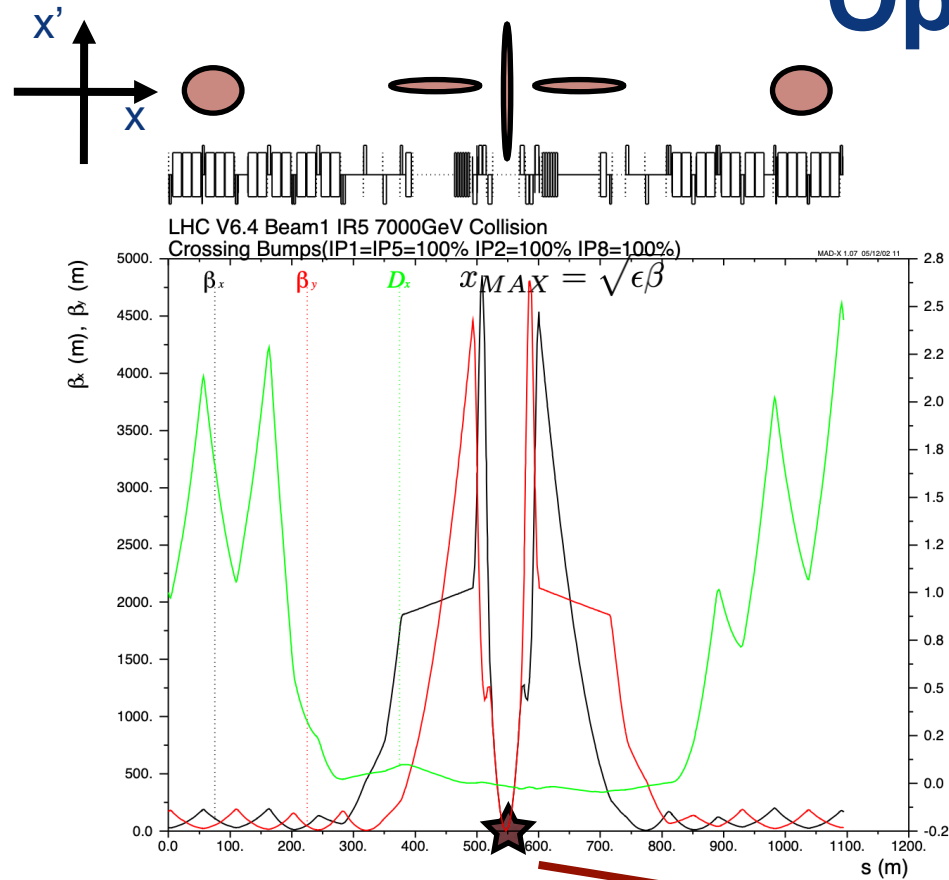 Op
x'
x
LHC V6.4 Beam1 IR5 7000GeV Collision
Crossing Bumps(IP1=IP5=100% IP2=100% IP8=100%)
MAD-X 1.07 05/12/02 11
βx (m), βy (m)
5000.
4500.
4000.
3500.
3000.
2500.
2000.
1500.
1000.
500.
0.0
βx
βy
Dx
xMAX = √ϵβ
2.8
2.5
2.2
2.0
1.8
1.5
1.2
1.0
0.8
0.5
0.2
0.0
-0.2
0.0 100. 200. 300. 400. 500. 600. 700. 800. 900. 1000. 1100. 1200.
s (m)